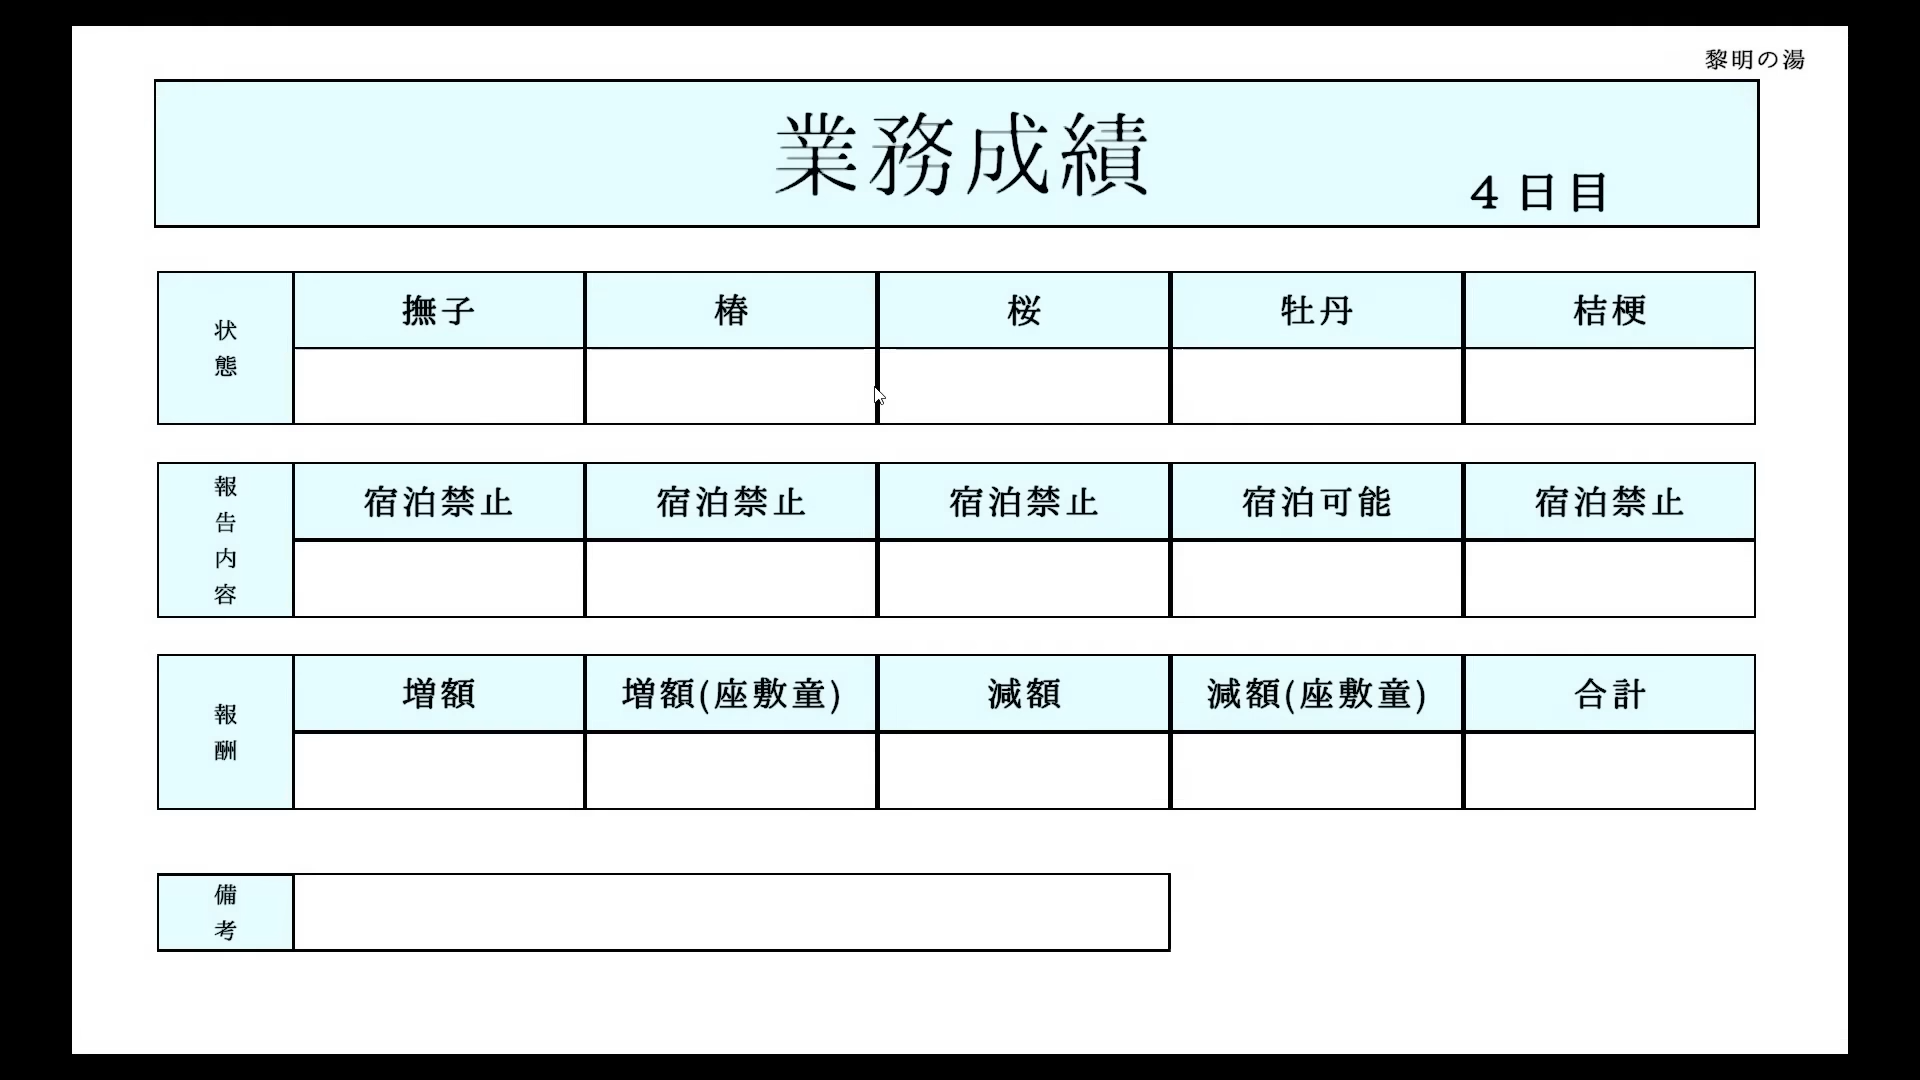 黎明の湯
業務成績
4日目
状態
撫子 椿 桜 牡丹 桔梗
報告内容
宿泊禁止 宿泊禁止 宿泊禁止 宿泊可能 宿泊禁止
報酬
増額 増額(座敷童) 減額 減額(座敷童) 合計
備考